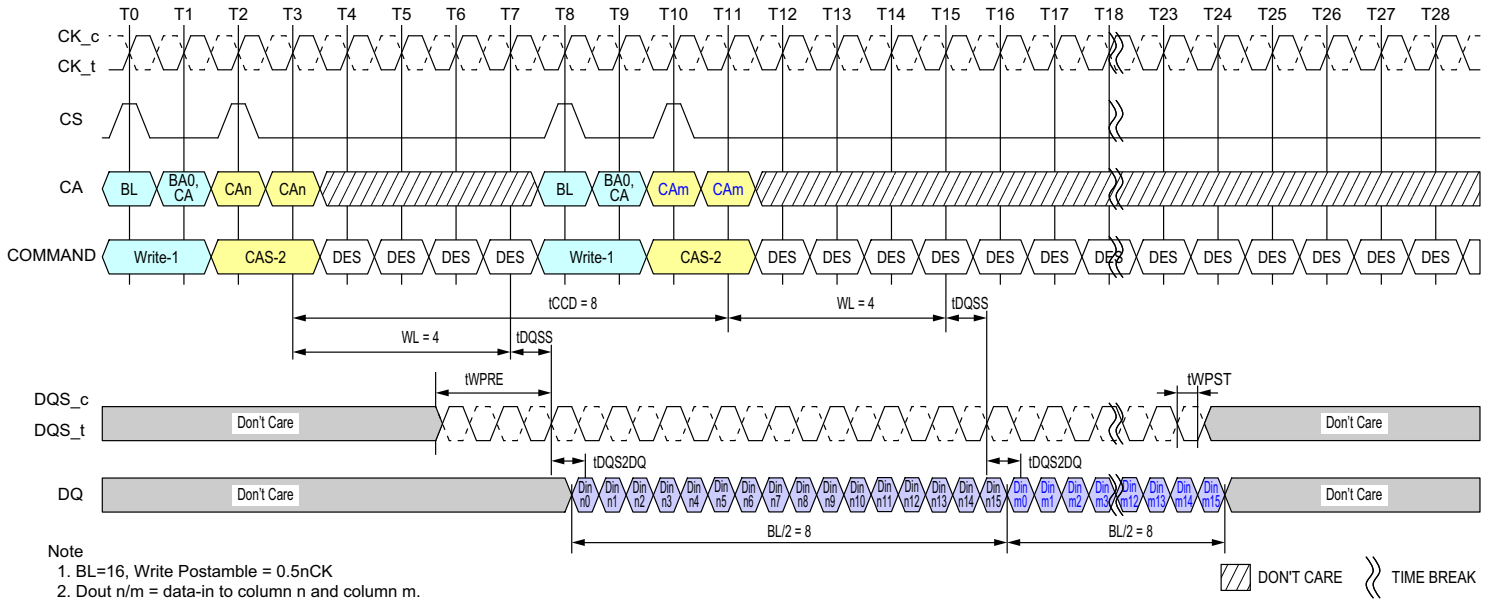 T0 T1 T2 T3 T4 T5 T6 T7 T8 T9 T10 T11 T12 T13 T14 T15 T16 T17 T18 T23 T24 T25 T26 T27 T28
CK_c
CK_t
CS
CA BL BA0, CA CAn CAn BL BA0, CA CAm CAm
COMMAND Write-1 CAS-2 DES DES DES DES Write-1 CAS-2 DES DES DES DES DES DES DES DES DES DES DES DES DES
tCCD = 8 WL = 4 tDQSS
WL = 4 tDQSS
tWPRE tWPST
DQS_c
DQS_t
Don't Care Don't Care
tDQS2DQ tDQS2DQ
DQ Don't Care Din n0 Din n1 Din n2 Din n3 Din n4 Din n5 Din n6 Din n7 Din n8 Din n9 Din n10 Din n11 Din n12 Din n13 Din n14 Din n15 Din m0 Din m1 Din m2 Din m3 Din m12 Din m13 Din m14 Din m15 Don't Care
BL/2 = 8 BL/2 = 8
Note
1. BL=16, Write Postamble = 0.5nCK
2. Dout n/m = data-in to column n and column m.
DON'T CARE TIME BREAK